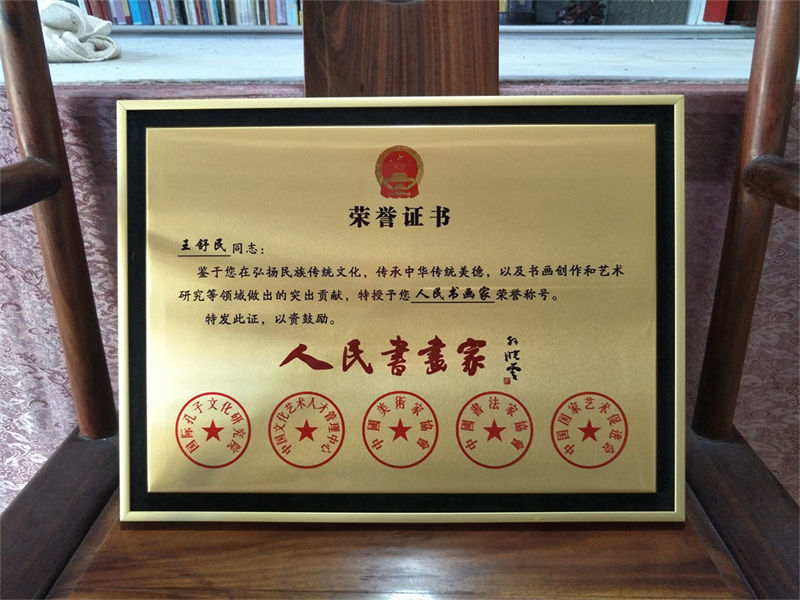 荣誉证书
王舒民同志：
鉴于您在弘扬民族传统文化，传承中华传统美德，以及书画创作和艺术
研究等领域做出的突出贡献，特授予您人民书画家荣誉称号。
特发此证，以资鼓励。
人民書畫家
孙晓云
国际孔子文化研究院
中国文化艺术人才管理中心
中國美術家協會
中國書法家協會
中国国家艺术促进会